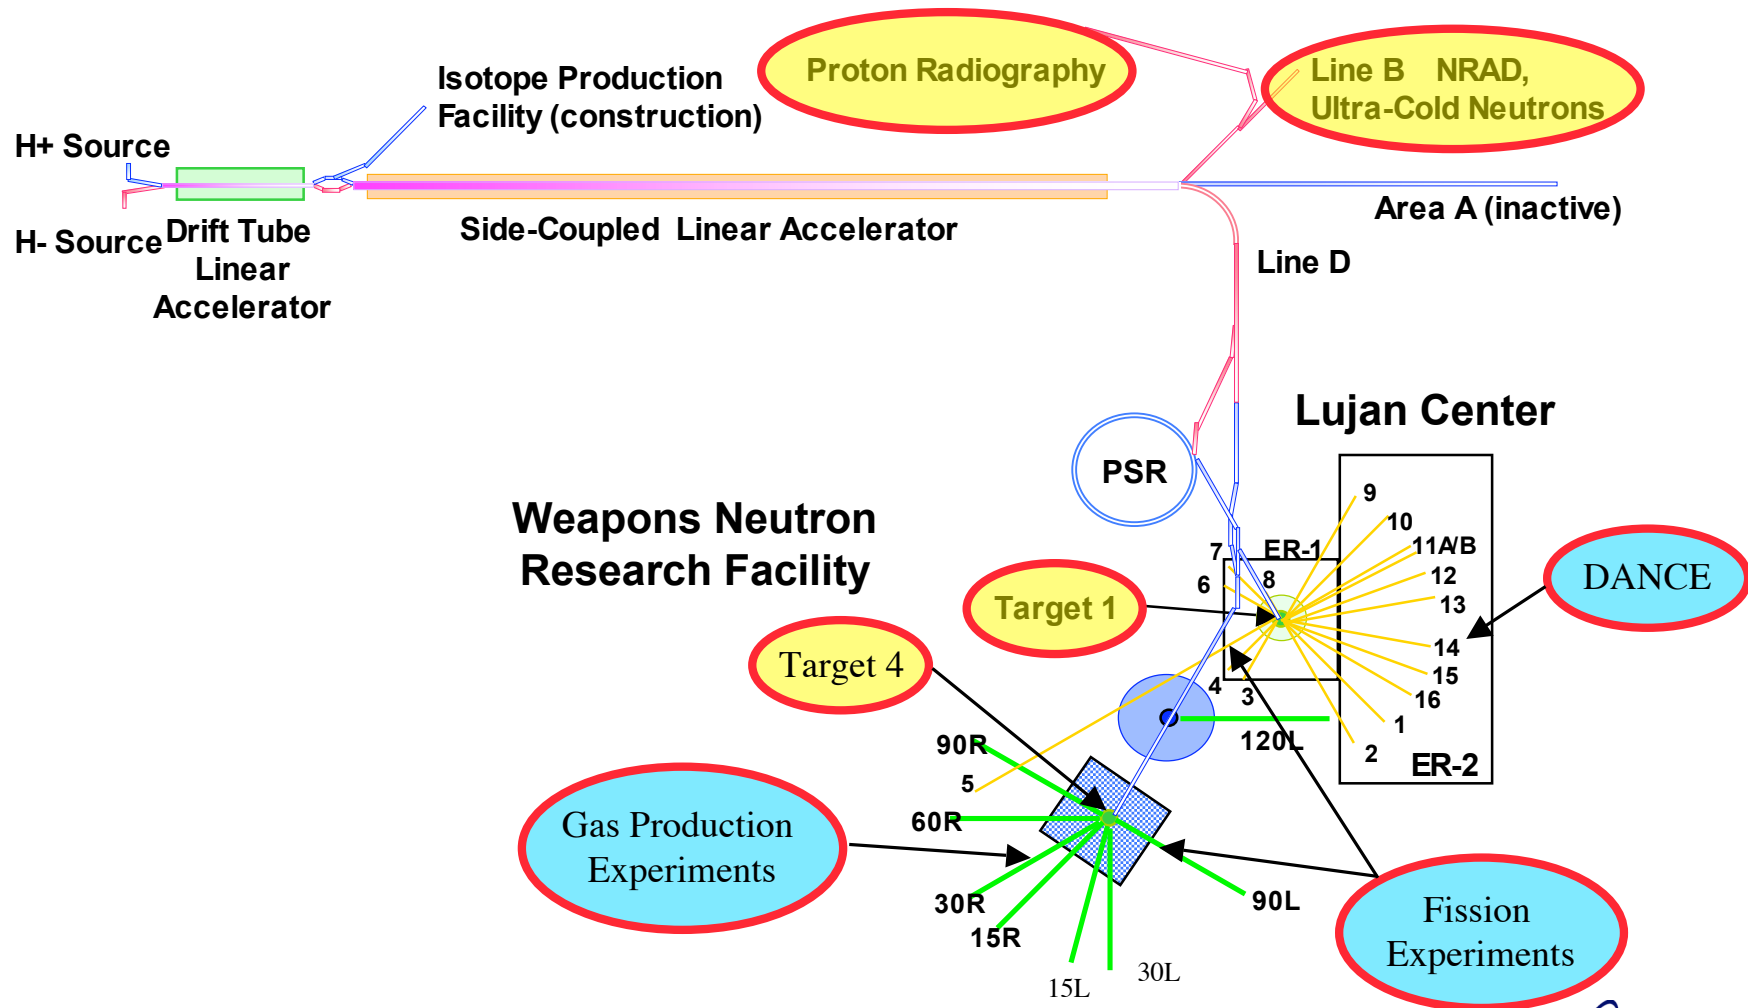 Proton Radiography
Line B NRAD,
Ultra-Cold Neutrons
Isotope Production
Facility (construction)
H+ Source
H- Source
Drift Tube
Linear
Accelerator
Side-Coupled Linear Accelerator
Area A (inactive)
Line D
Lujan Center
PSR
Weapons Neutron
Research Facility
9
10
11A/B
12
13
14
15
16
1
2
ER-2
ER-1
7
8
6
4
3
DANCE
Target 1
Target 4
120L
90R
5
60R
30R
15R
15L
30L
90L
Gas Production
Experiments
Fission
Experiments